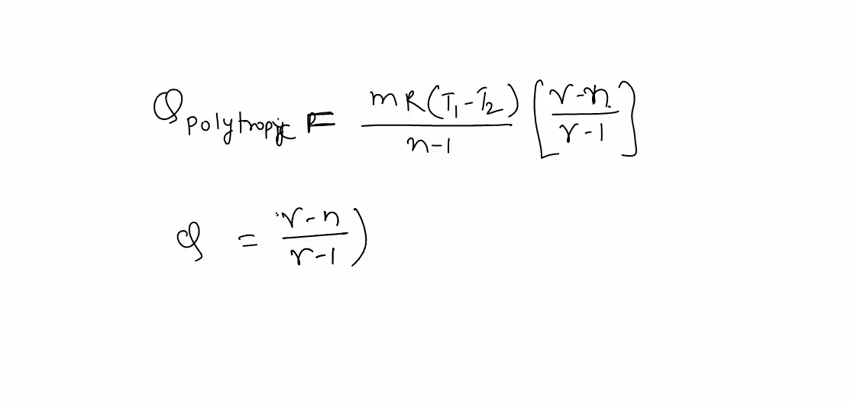 Q polytropic = mR(T1-T2)/n-1 [γ-n/γ-1]
Q = γ-n/γ-1)